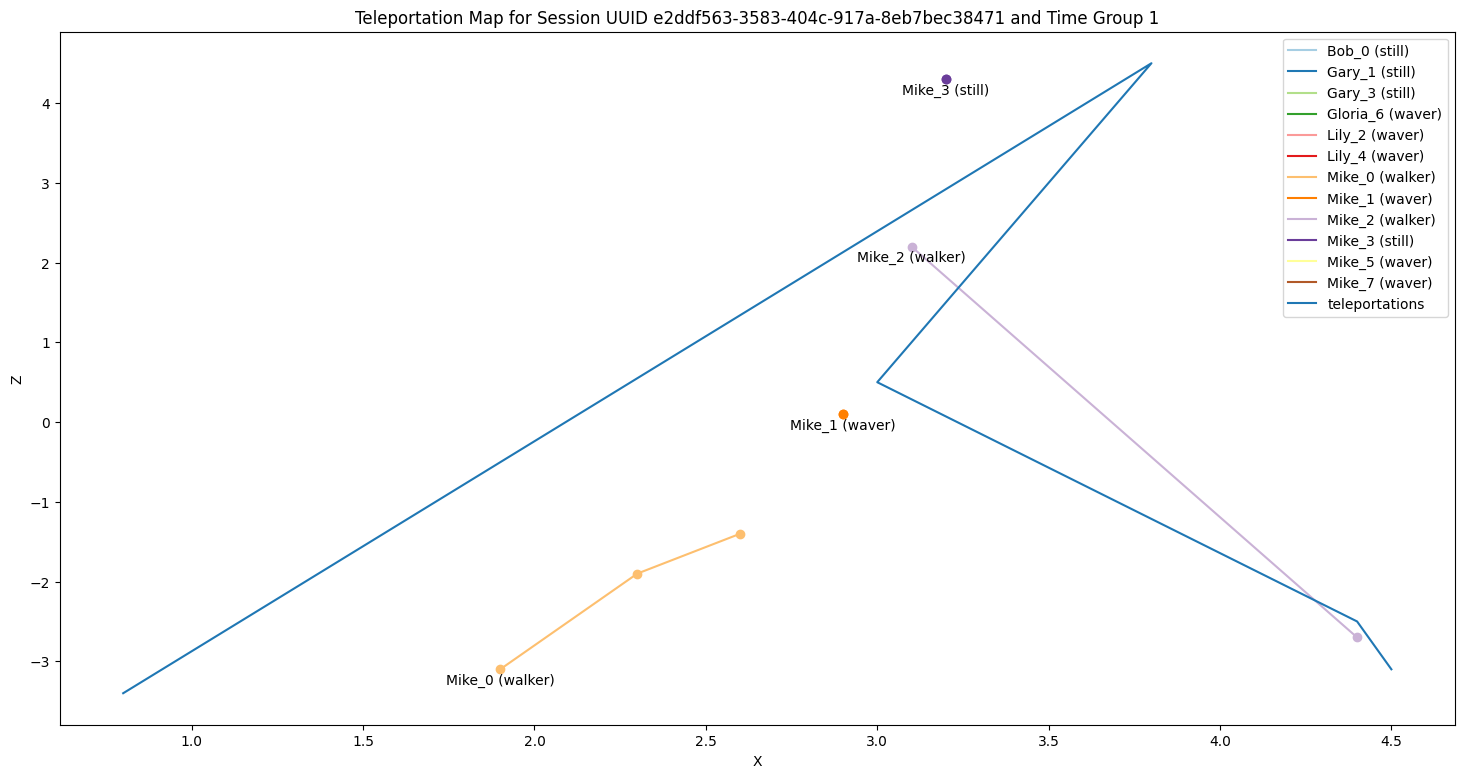 Teleportation Map for Session UUID e2ddf563-3583-404c-917a-8eb7bec38471 and Time Group 1
Bob_0 (still)
Gary_1 (still)
Gary_3 (still)
Gloria_6 (waver)
Lily_2 (waver)
Lily_4 (waver)
Mike_0 (walker)
Mike_1 (waver)
Mike_2 (walker)
Mike_3 (still)
Mike_5 (waver)
Mike_7 (waver)
teleportations
Mike_3 (still)
Mike_2 (walker)
Mike_1 (waver)
Mike_0 (walker)
Z
4
3
2
1
0
−1
−2
−3
1.0 1.5 2.0 2.5 3.0 3.5 4.0 4.5
X